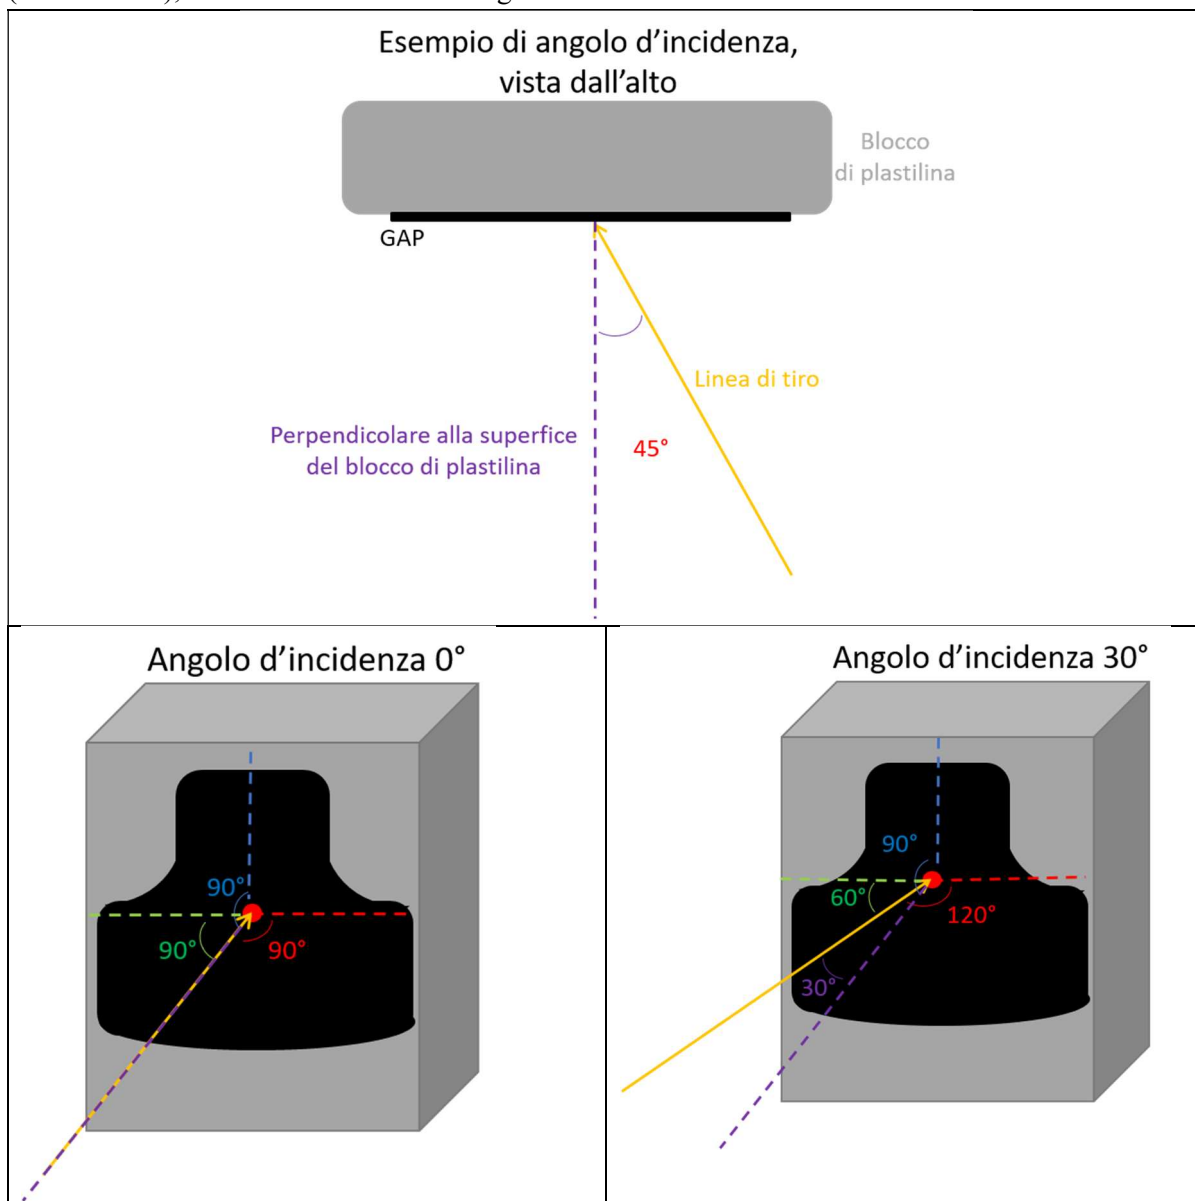 Esempio di angolo d’incidenza,
vista dall’alto
Blocco
di plastilina
GAP
Linea di tiro
Perpendicolare alla superfice
del blocco di plastilina
45°
Angolo d’incidenza 0°
90°
90°
90°
Angolo d’incidenza 30°
90°
60°
120°
30°